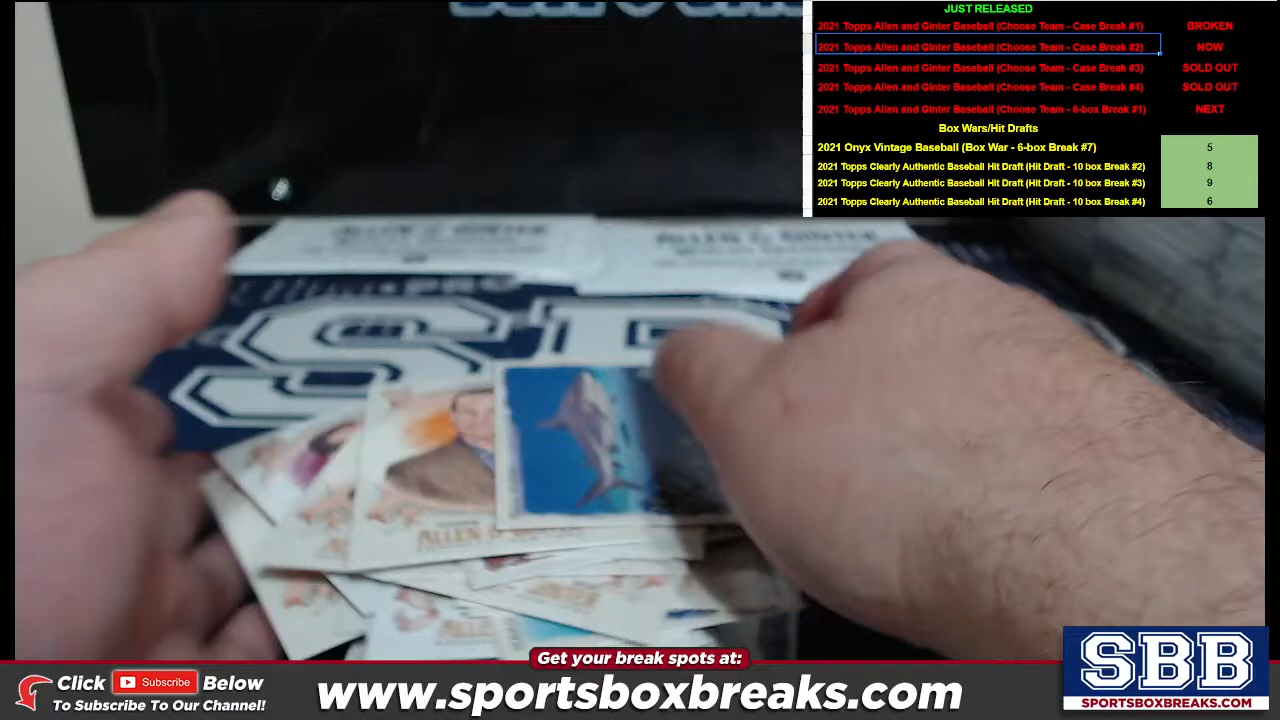 JUST RELEASED
2021 Topps Allen and Ginter Baseball (Choose Team - Case Break #1) BROKEN
2021 Topps Allen and Ginter Baseball (Choose Team - Case Break #2) NOW
2021 Topps Allen and Ginter Baseball (Choose Team - Case Break #3) SOLD OUT
2021 Topps Allen and Ginter Baseball (Choose Team - Case Break #4) SOLD OUT
2021 Topps Allen and Ginter Baseball (Choose Team - 6-box Break #1) NEXT
Box Wars/Hit Drafts
2021 Onyx Vintage Baseball (Box War - 6-box Break #7) 5
2021 Topps Clearly Authentic Baseball Hit Draft (Hit Draft - 10 box Break #2) 8
2021 Topps Clearly Authentic Baseball Hit Draft (Hit Draft - 10 box Break #3) 9
2021 Topps Clearly Authentic Baseball Hit Draft (Hit Draft - 10 box Break #4) 6
ALLEN & GINTER ALLEN & GINTER
PRO
S B
ALLEN &
Get your break spots at:
Click Subscribe Below
To Subscribe To Our Channel!
www.sportsboxbreaks.com
SBB
SPORTSBOXBREAKS.COM